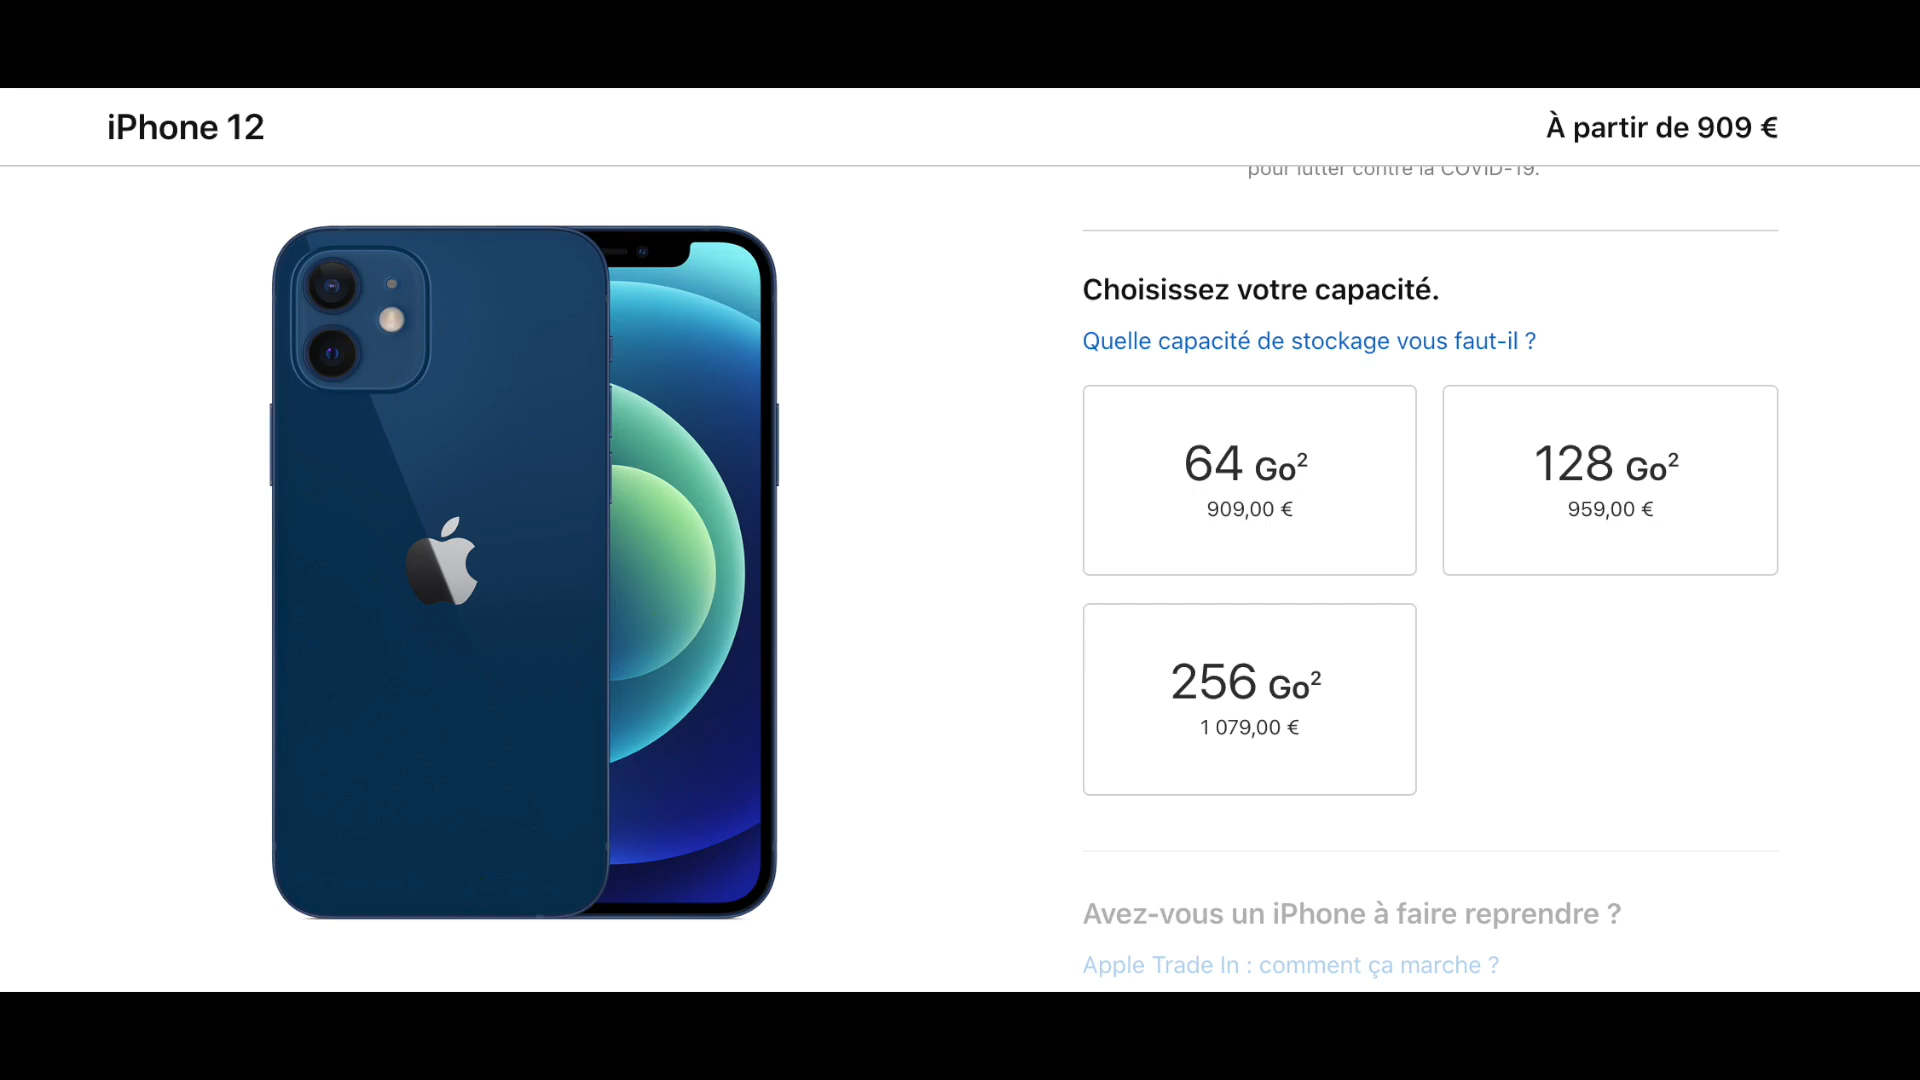 iPhone 12
À partir de 909 €
pour lutter contre la COVID-19.
Choisissez votre capacité.
Quelle capacité de stockage vous faut-il ?
64 Go²
909,00 €
128 Go²
959,00 €
256 Go²
1 079,00 €
Avez-vous un iPhone à faire reprendre ?
Apple Trade In : comment ça marche ?